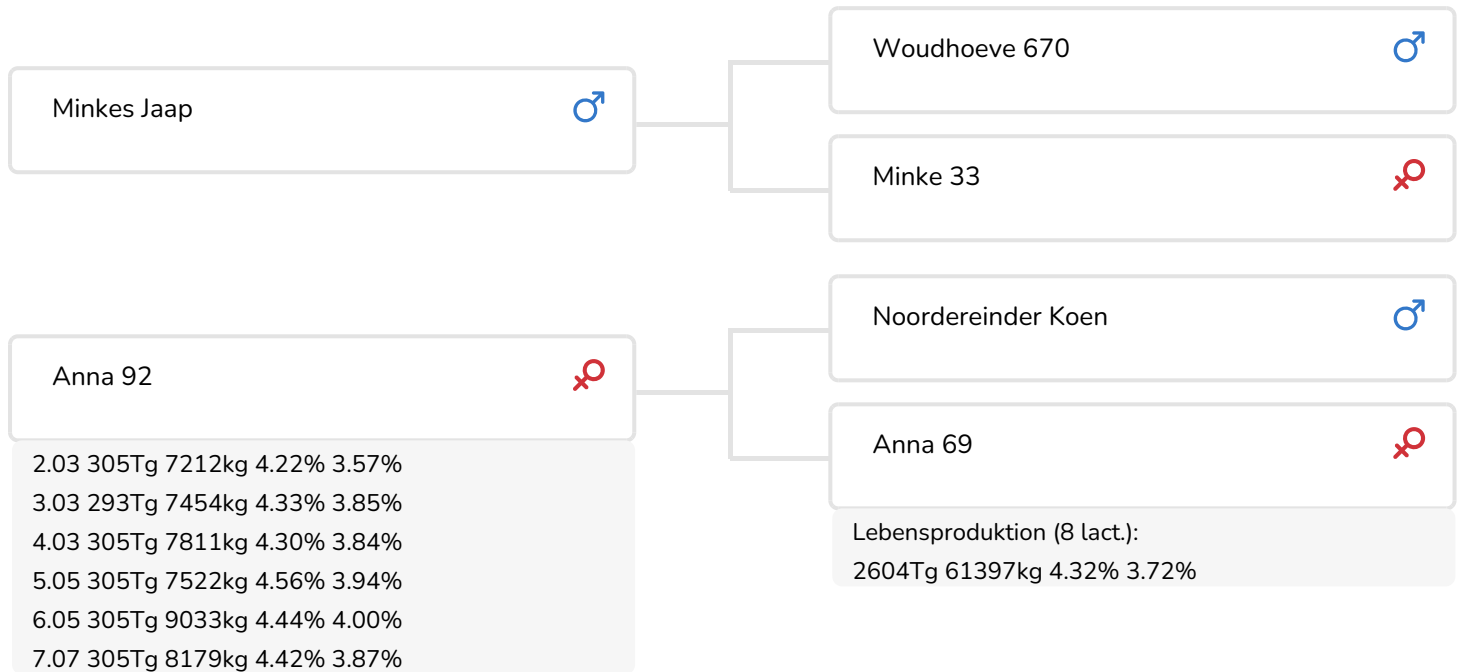 Woudhoeve 670
Minkes Jaap
Minke 33
Noordereinder Koen
Anna 92
Anna 69
2.03 305Tg 7212kg 4.22% 3.57%
3.03 293Tg 7454kg 4.33% 3.85%
4.03 305Tg 7811kg 4.30% 3.84%
5.05 305Tg 7522kg 4.56% 3.94%
6.05 305Tg 9033kg 4.44% 4.00%
7.07 305Tg 8179kg 4.42% 3.87%
Lebensproduktion (8 lact.):
2604Tg 61397kg 4.32% 3.72%